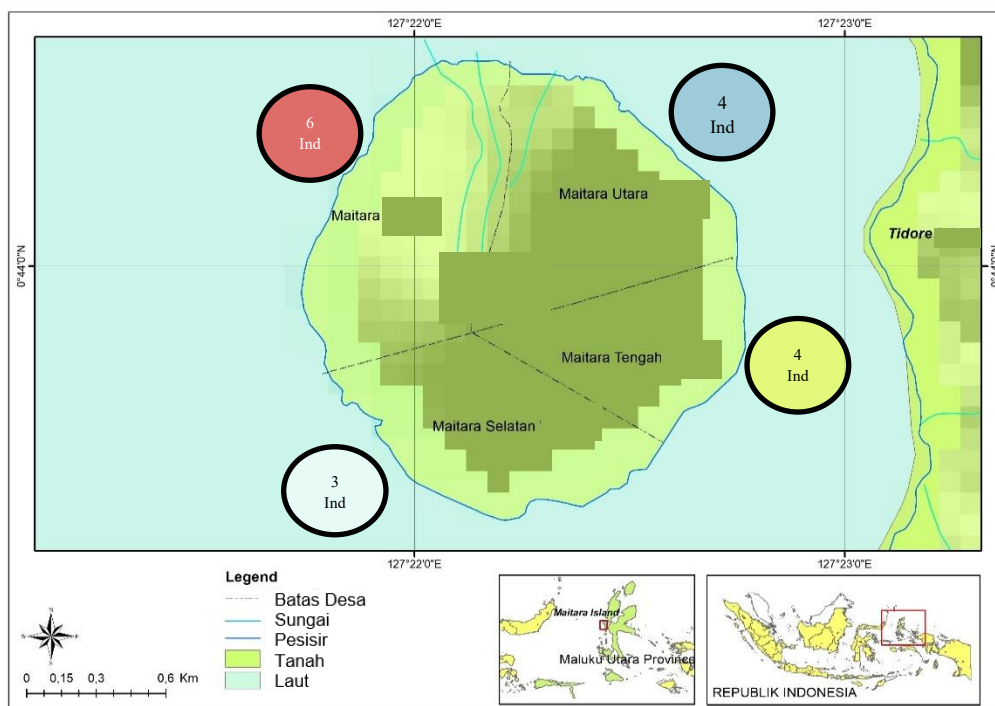 127°22'0"E
127°23'0"E
6
Ind
4
Ind
Maitara Utara
Maitara
Tidore
0°44'0"N
0°44'0"N
Maitara Tengah
4
Ind
Maitara Selatan
3
Ind
127°22'0"E
127°23'0"E
Legend
Batas Desa
Sungai
Pesisir
Tanah
Laut
N
W
E
S
0 0,15 0,3 0,6 Km
Maitara Island
Maluku Utara Province
REPUBLIK INDONESIA